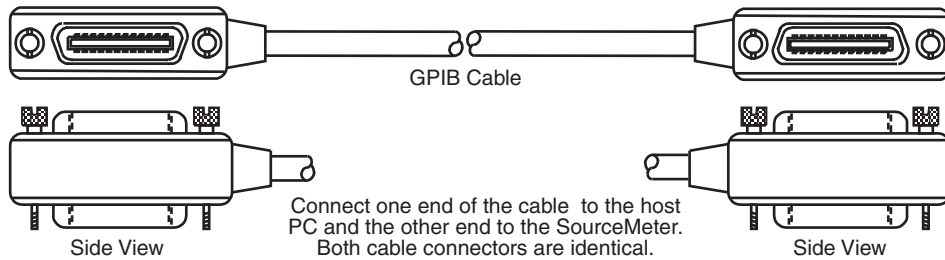 GPIB Cable
Connect one end of the cable to the host
PC and the other end to the SourceMeter.
Both cable connectors are identical.
Side View
Side View